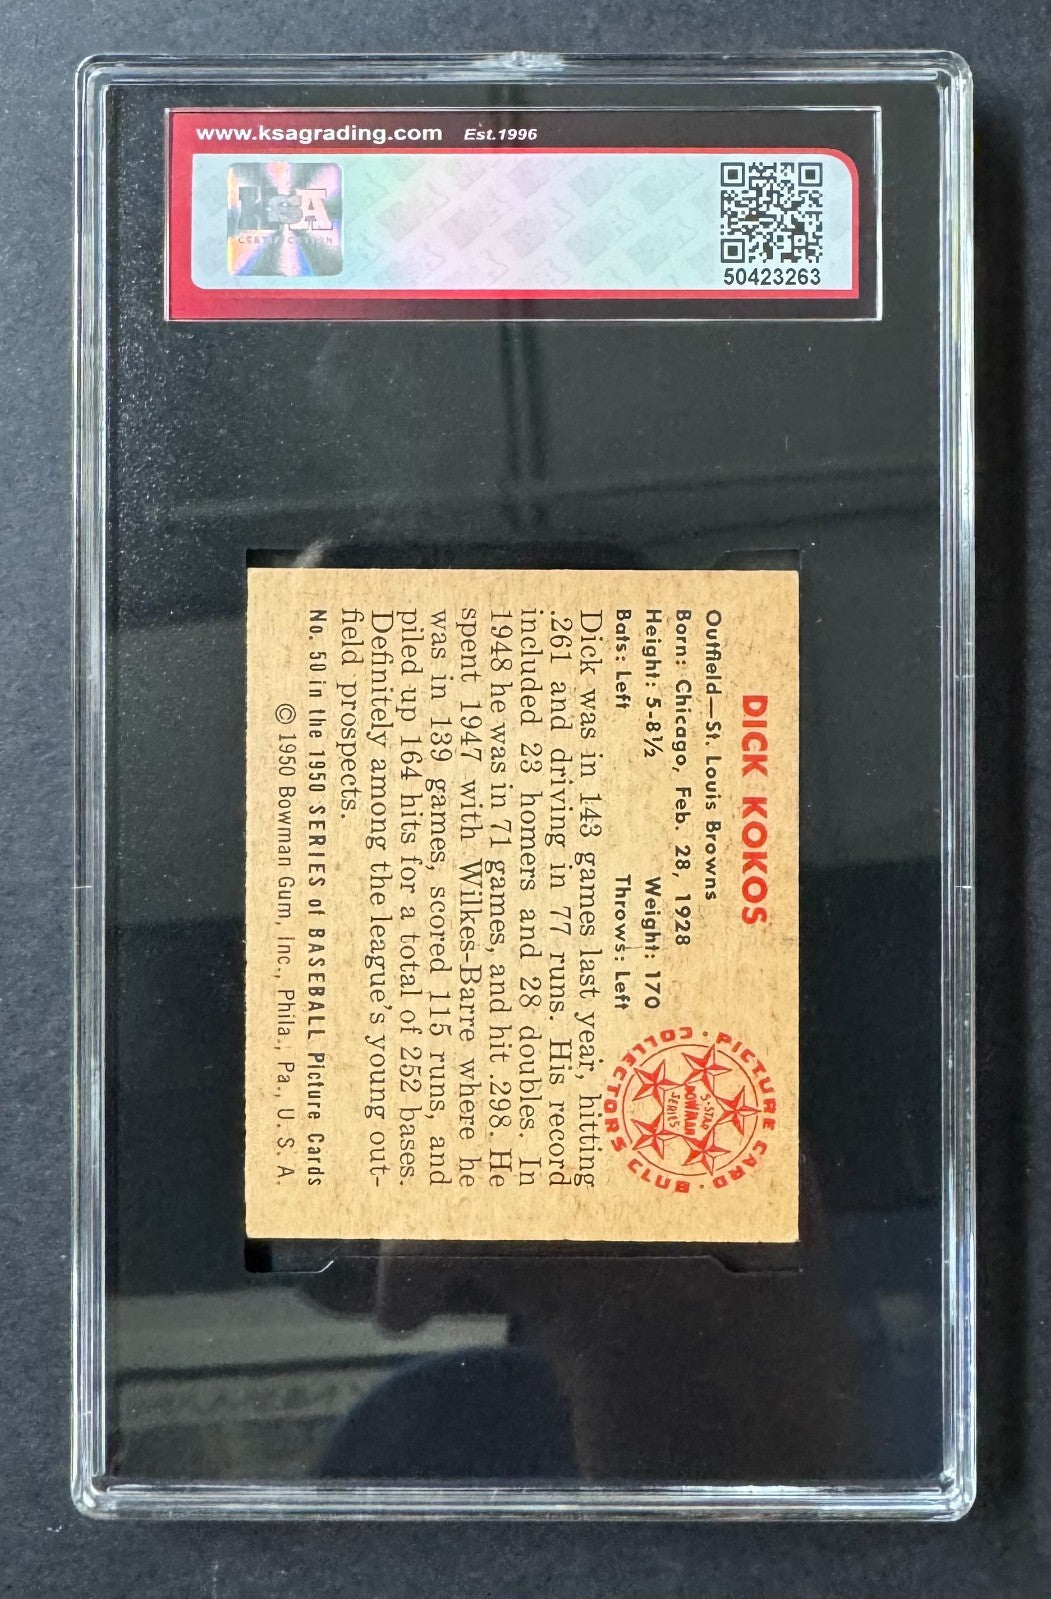 www.ksagrading.com Est.1996
KSA
CERTIFICATION
50423263
DICK KOKOS
Outfield—St. Louis Browns
Born: Chicago, Feb. 28, 1928
Height: 5-8½ Weight: 170
Bats: Left Throws: Left
PICTURE CARD · COLLECTORS CLUB ·
5-STAR
BOWMAN
SERIES
Dick was in 143 games last year, hitting
.261 and driving in 77 runs. His record
included 23 homers and 28 doubles. In
1948 he was in 71 games, and hit .298. He
spent 1947 with Wilkes-Barre where he
was in 139 games, scored 115 runs, and
piled up 164 hits for a total of 252 bases.
Definitely among the league's young out-
field prospects.
No. 50 in the 1950 SERIES of BASEBALL Picture Cards
© 1950 Bowman Gum, Inc., Phila., Pa., U. S. A.